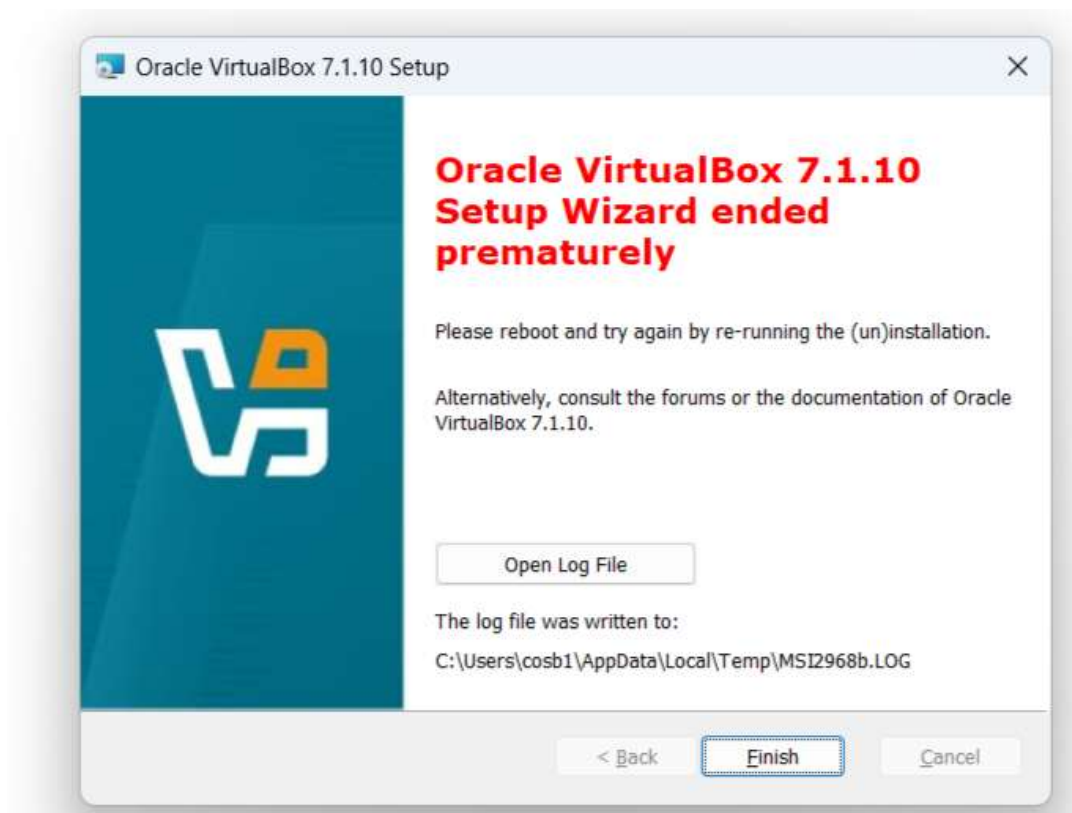 Oracle VirtualBox 7.1.10 Setup
Oracle VirtualBox 7.1.10
Setup Wizard ended
prematurely
Please reboot and try again by re-running the (un)installation.
Alternatively, consult the forums or the documentation of Oracle
VirtualBox 7.1.10.
Open Log File
The log file was written to:
C:\Users\cosb1\AppData\Local\Temp\MSI2968b.LOG
< Back
Finish
Cancel